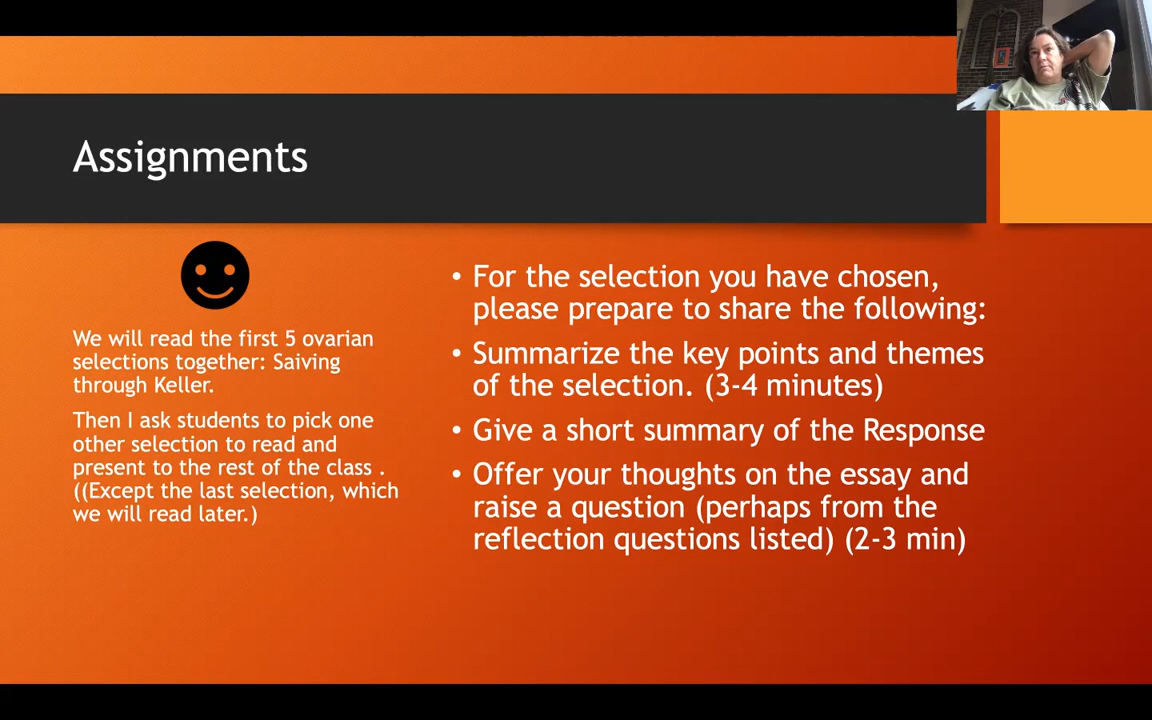 Assignments
We will read the first 5 ovarian
selections together: Saiving
through Keller.
Then I ask students to pick one
other selection to read and
present to the rest of the class .
((Except the last selection, which
we will read later.)
• For the selection you have chosen,
please prepare to share the following:
• Summarize the key points and themes
of the selection. (3-4 minutes)
• Give a short summary of the Response
• Offer your thoughts on the essay and
raise a question (perhaps from the
reflection questions listed) (2-3 min)